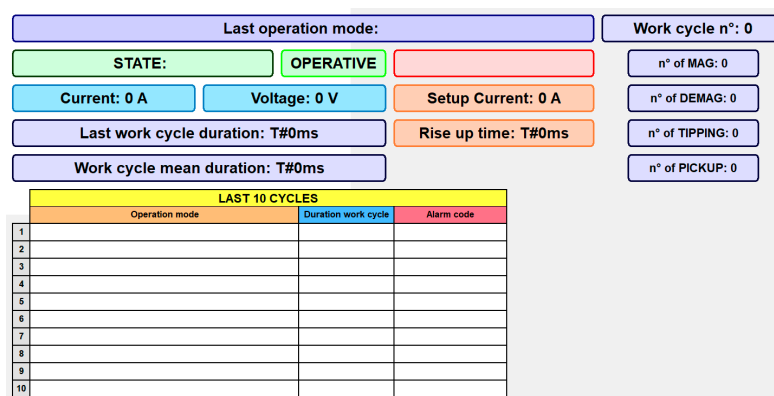 Last operation mode: Work cycle n°: 0
STATE: OPERATIVE n° of MAG: 0
Current: 0 A Voltage: 0 V Setup Current: 0 A n° of DEMAG: 0
Last work cycle duration: T#0ms Rise up time: T#0ms n° of TIPPING: 0
Work cycle mean duration: T#0ms n° of PICKUP: 0
LAST 10 CYCLES
Operation mode Duration work cycle Alarm code
1
2
3
4
5
6
7
8
9
10